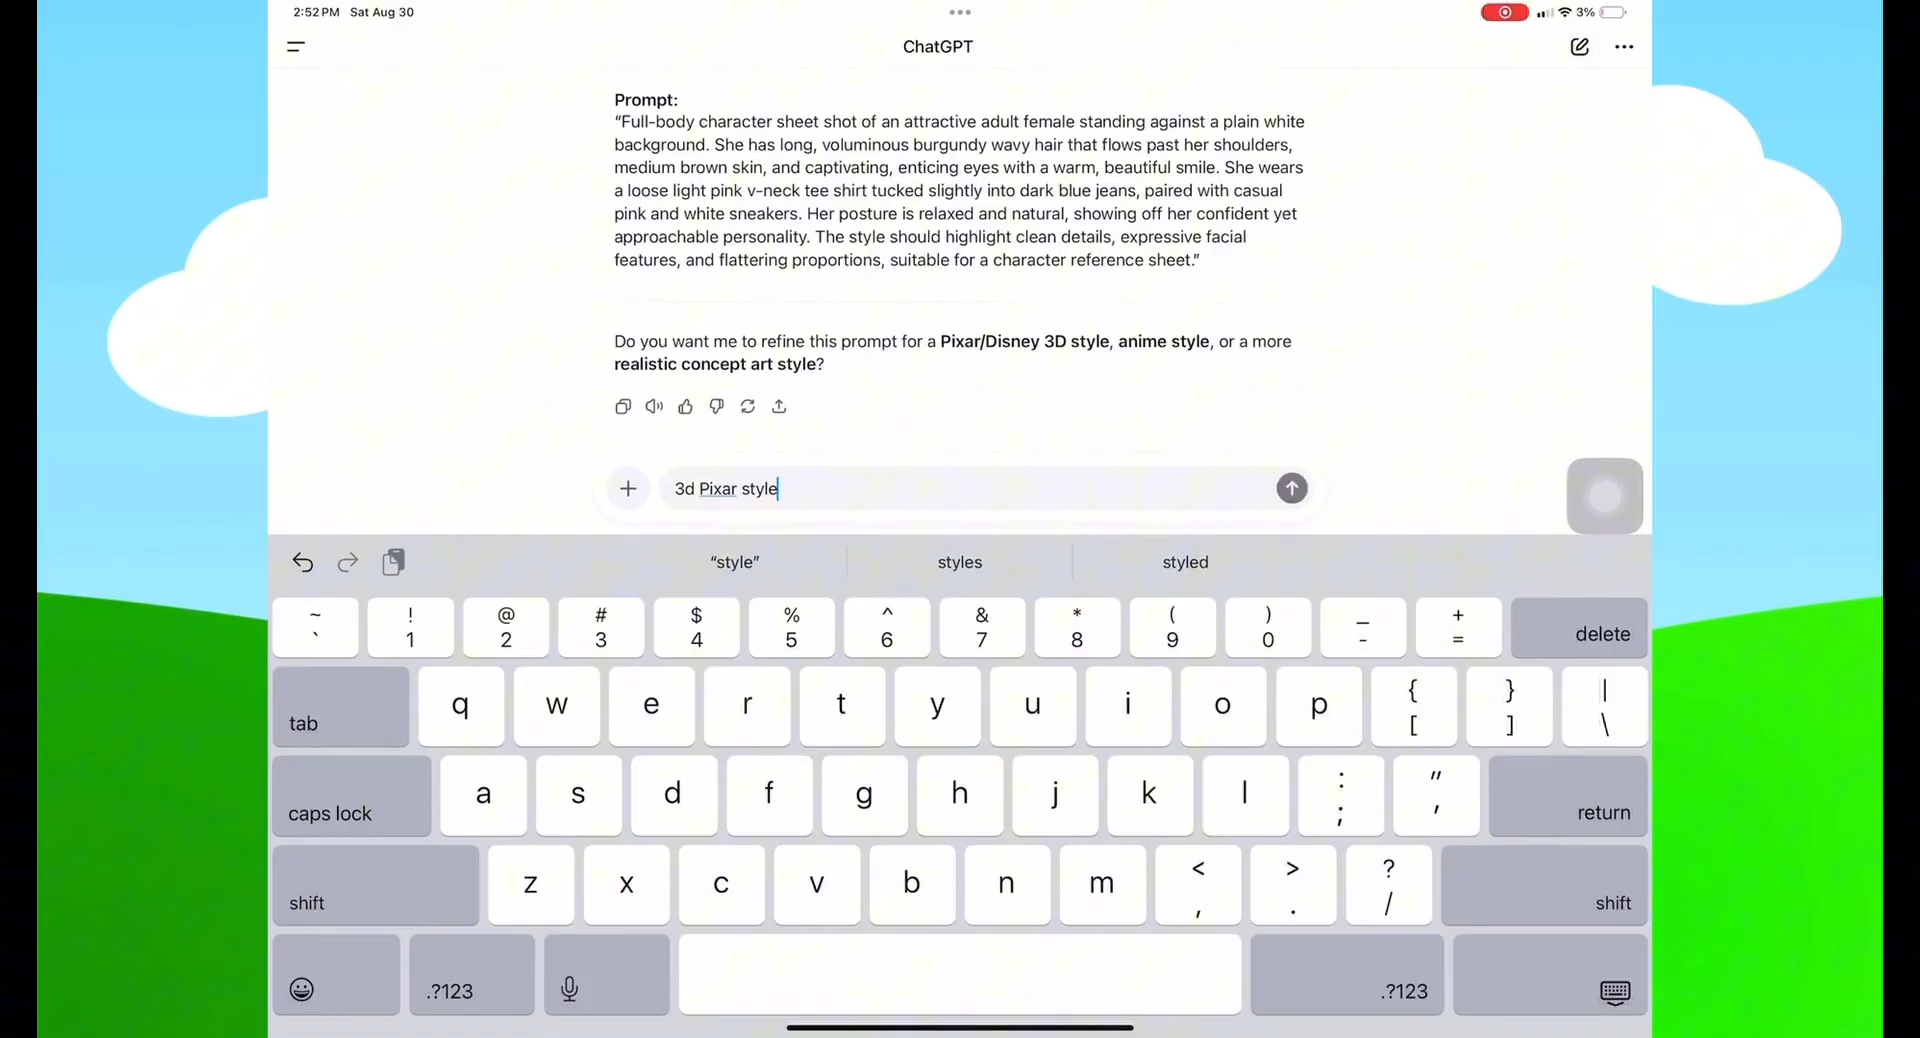 2:52 PM Sat Aug 30
3%
ChatGPT
Prompt:
“Full-body character sheet shot of an attractive adult female standing against a plain white
background. She has long, voluminous burgundy wavy hair that flows past her shoulders,
medium brown skin, and captivating, enticing eyes with a warm, beautiful smile. She wears
a loose light pink v-neck tee shirt tucked slightly into dark blue jeans, paired with casual
pink and white sneakers. Her posture is relaxed and natural, showing off her confident yet
approachable personality. The style should highlight clean details, expressive facial
features, and flattering proportions, suitable for a character reference sheet.”
Do you want me to refine this prompt for a Pixar/Disney 3D style, anime style, or a more
realistic concept art style?
3d Pixar style
“style” styles styled
~ ! @ # $ % ^ & * ( ) _ +
` 1 2 3 4 5 6 7 8 9 0 - = delete
tab q w e r t y u i o p { [ } ] | \
caps lock a s d f g h j k l : ; " ' return
shift z x c v b n m < , > . ? / shift
.?123 .?123